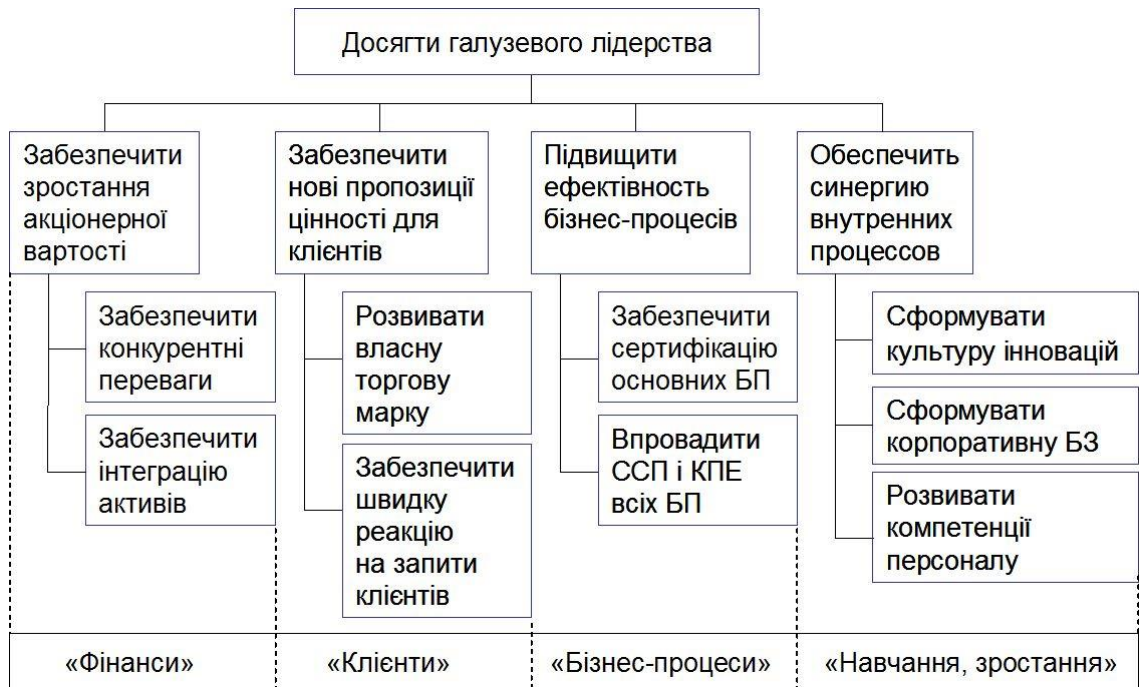 Досягти галузевого лідерства
Забезпечити
зростання
акціонерної
вартості
Забезпечити
нові пропозиції
цінності для
клієнтів
Підвищити
ефектівность
бізнес-процесів
Обеспечить
синергию
внутренних
процессов
Забезпечити
конкурентні
переваги
Забезпечити
інтеграцію
активів
Розвивати
власну
торгову
марку
Забезпечити
швидку
реакцію
на запити
клієнтів
Забезпечити
сертифікацію
основних БП
Впровадити
ССП і КПЕ
всіх БП
Сформувати
культуру інновацій
Сформувати
корпоративну БЗ
Розвивати
компетенції
персоналу
«Фінанси»
«Клієнти»
«Бізнес-процеси»
«Навчання, зростання»